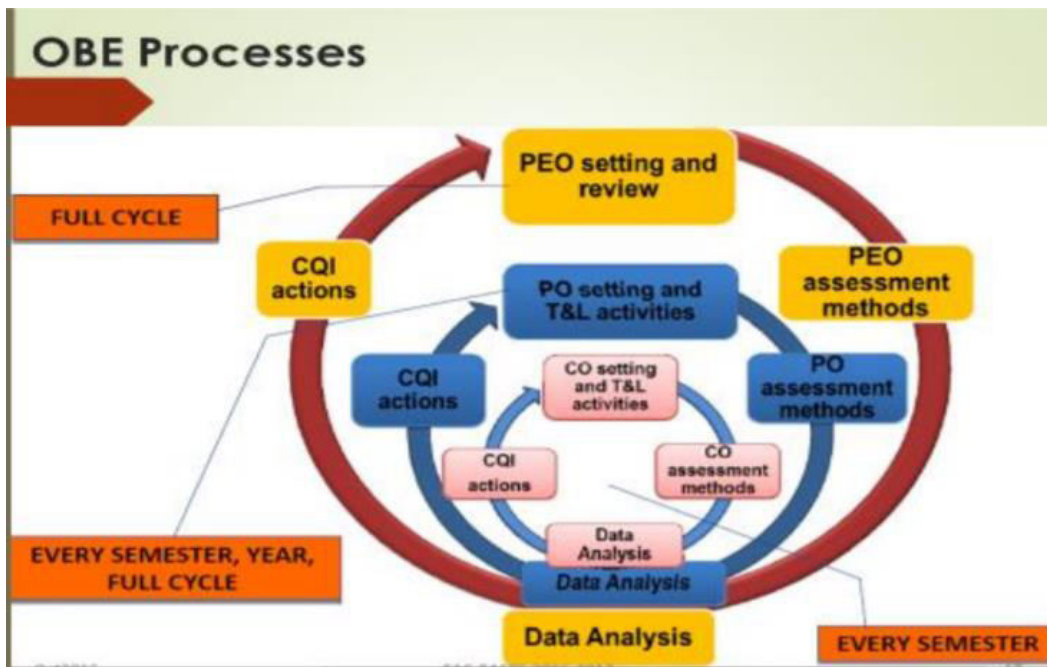 OBE Processes
PEO setting and
review
FULL CYCLE
CQI
actions
PEO
assessment
methods
PO setting and
T&L activities
CQI
actions
PO
assessment
methods
CO setting
and T&L
activities
CQI
actions
CO
assessment
methods
Data
Analysis
Data Analysis
Data Analysis
EVERY SEMESTER, YEAR,
FULL CYCLE
EVERY SEMESTER